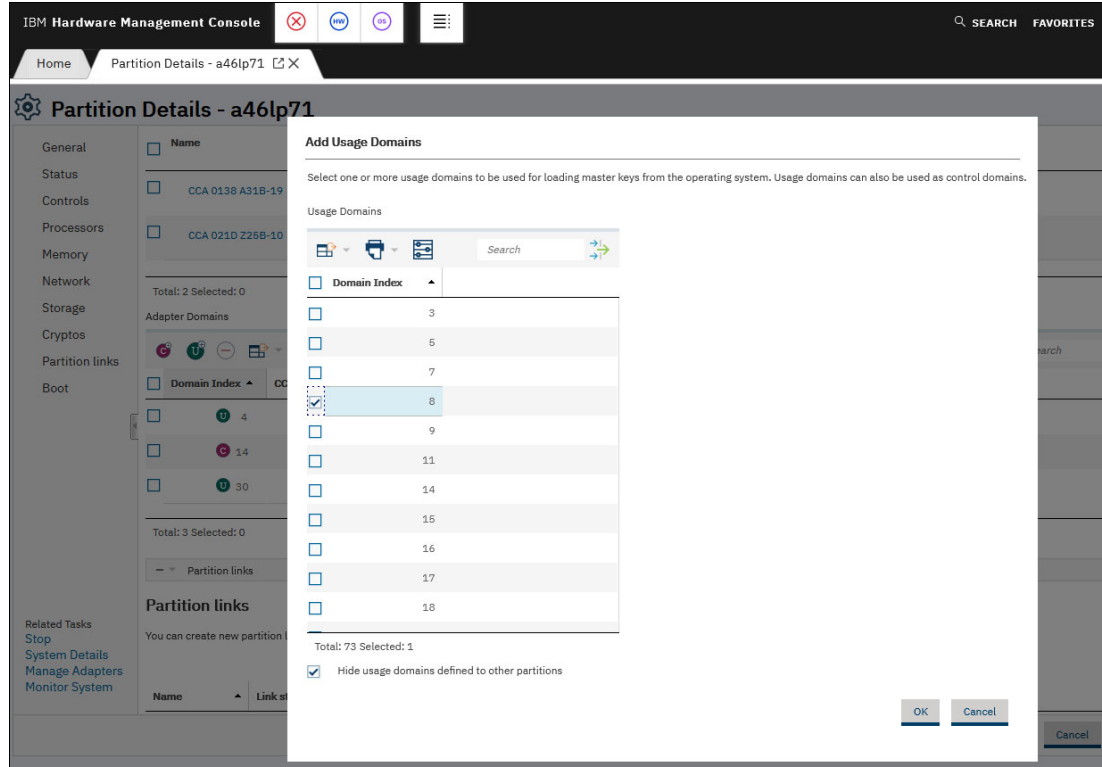 IBM Hardware Management Console
HW
OS
SEARCH FAVORITES
Home
Partition Details - a46lp71
Partition Details - a46lp71
General
Status
Controls
Processors
Memory
Network
Storage
Cryptos
Partition links
Boot
Related Tasks
Stop
System Details
Manage Adapters
Monitor System
Name
CCA 0138 A31B-19
CCA 021D Z25B-10
Total: 2 Selected: 0
Adapter Domains
C U
Domain Index CC
U 4
C 14
U 30
Total: 3 Selected: 0
Partition links
Partition links
You can create new partition
Name Link
Add Usage Domains
Select one or more usage domains to be used for loading master keys from the operating system. Usage domains can also be used as control domains.
Usage Domains
Search
Domain Index
3
5
7
8
9
11
14
15
16
17
18
Total: 73 Selected: 1
Hide usage domains defined to other partitions
OK Cancel
Cancel